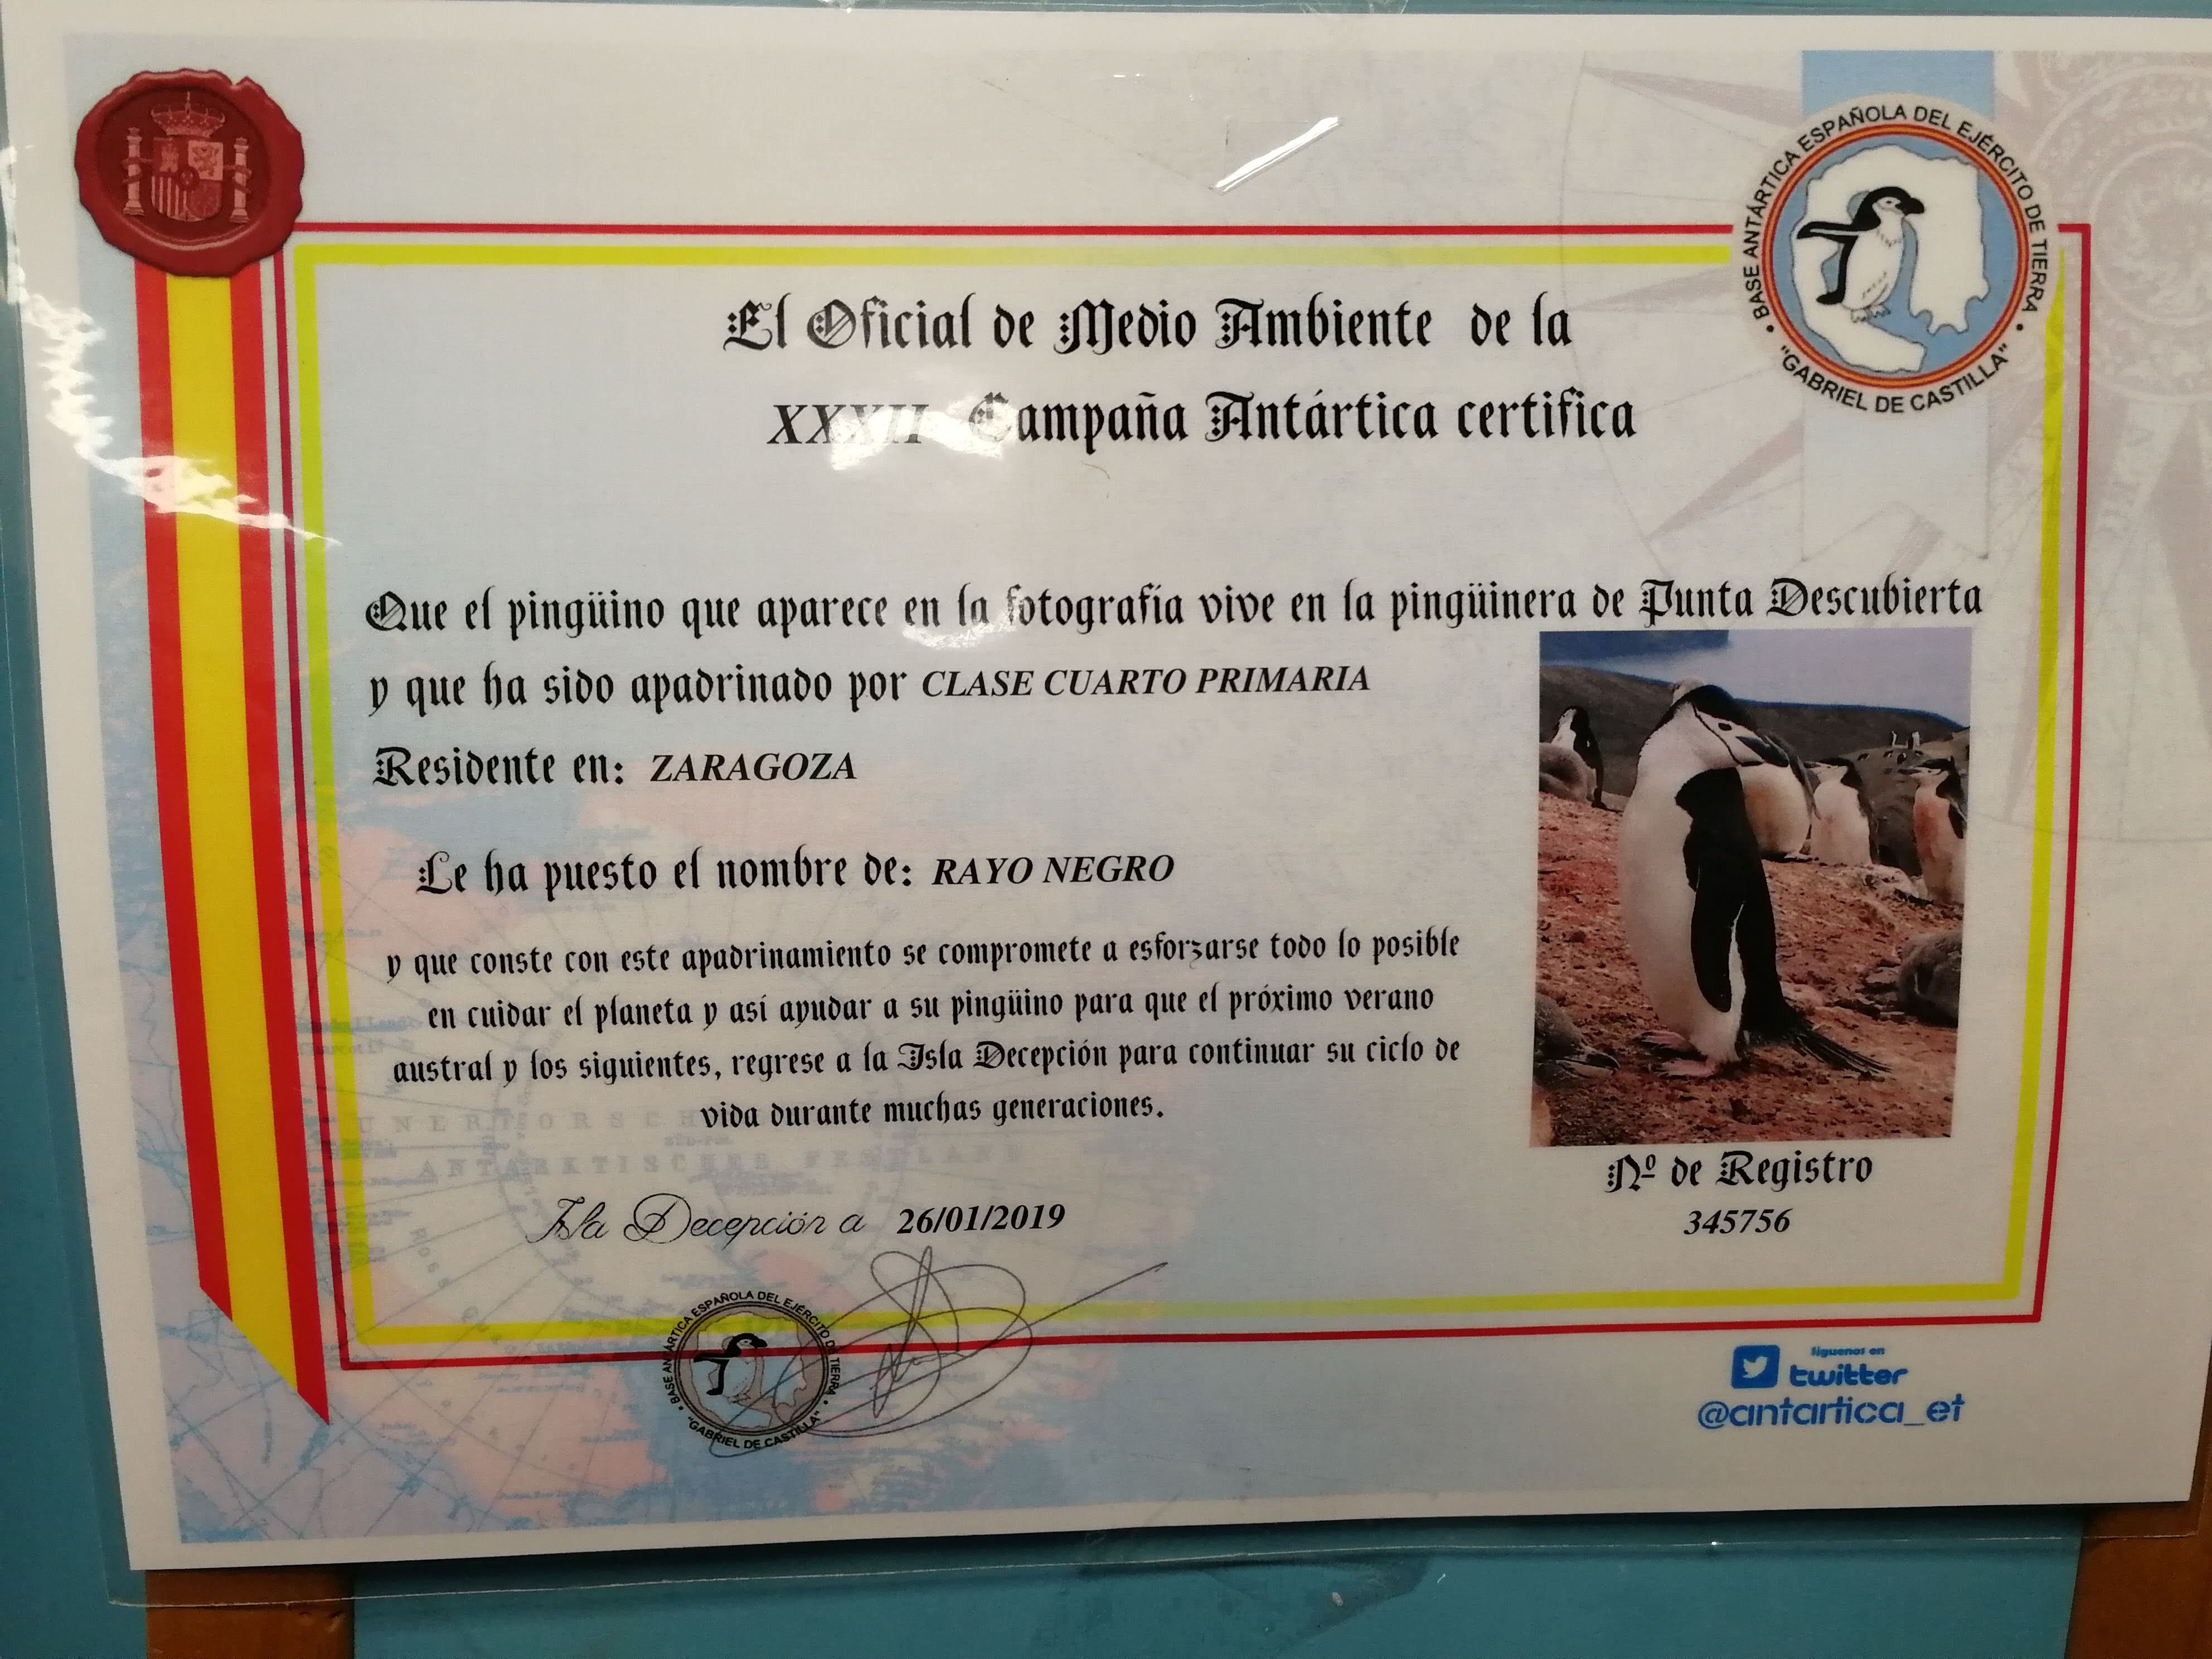 BASE ANTÁRTICA ESPAÑOLA DEL EJÉRCITO DE TIERRA
"GABRIEL DE CASTILLA"
El Oficial de Medio Ambiente de la
XXXII Campaña Antártica certifica
Que el pingüino que aparece en la fotografía vive en la pingüinera de Punta Descubierta
y que ha sido apadrinado por CLASE CUARTO PRIMARIA
Residente en: ZARAGOZA
Le ha puesto el nombre de: RAYO NEGRO
y que conste con este apadrinamiento se compromete a esforzarse todo lo posible
en cuidar el planeta y así ayudar a su pingüino para que el próximo verano
austral y los siguientes, regrese a la Isla Decepción para continuar su ciclo de
vida durante muchas generaciones.
ANTARKTISCHES FESTLAND
Nº de Registro
345756
Isla Decepción a 26/01/2019
BASE ANTÁRTICA ESPAÑOLA DEL EJÉRCITO DE TIERRA
"GABRIEL DE CASTILLA"
Síguenos en
twitter
@antartica_et